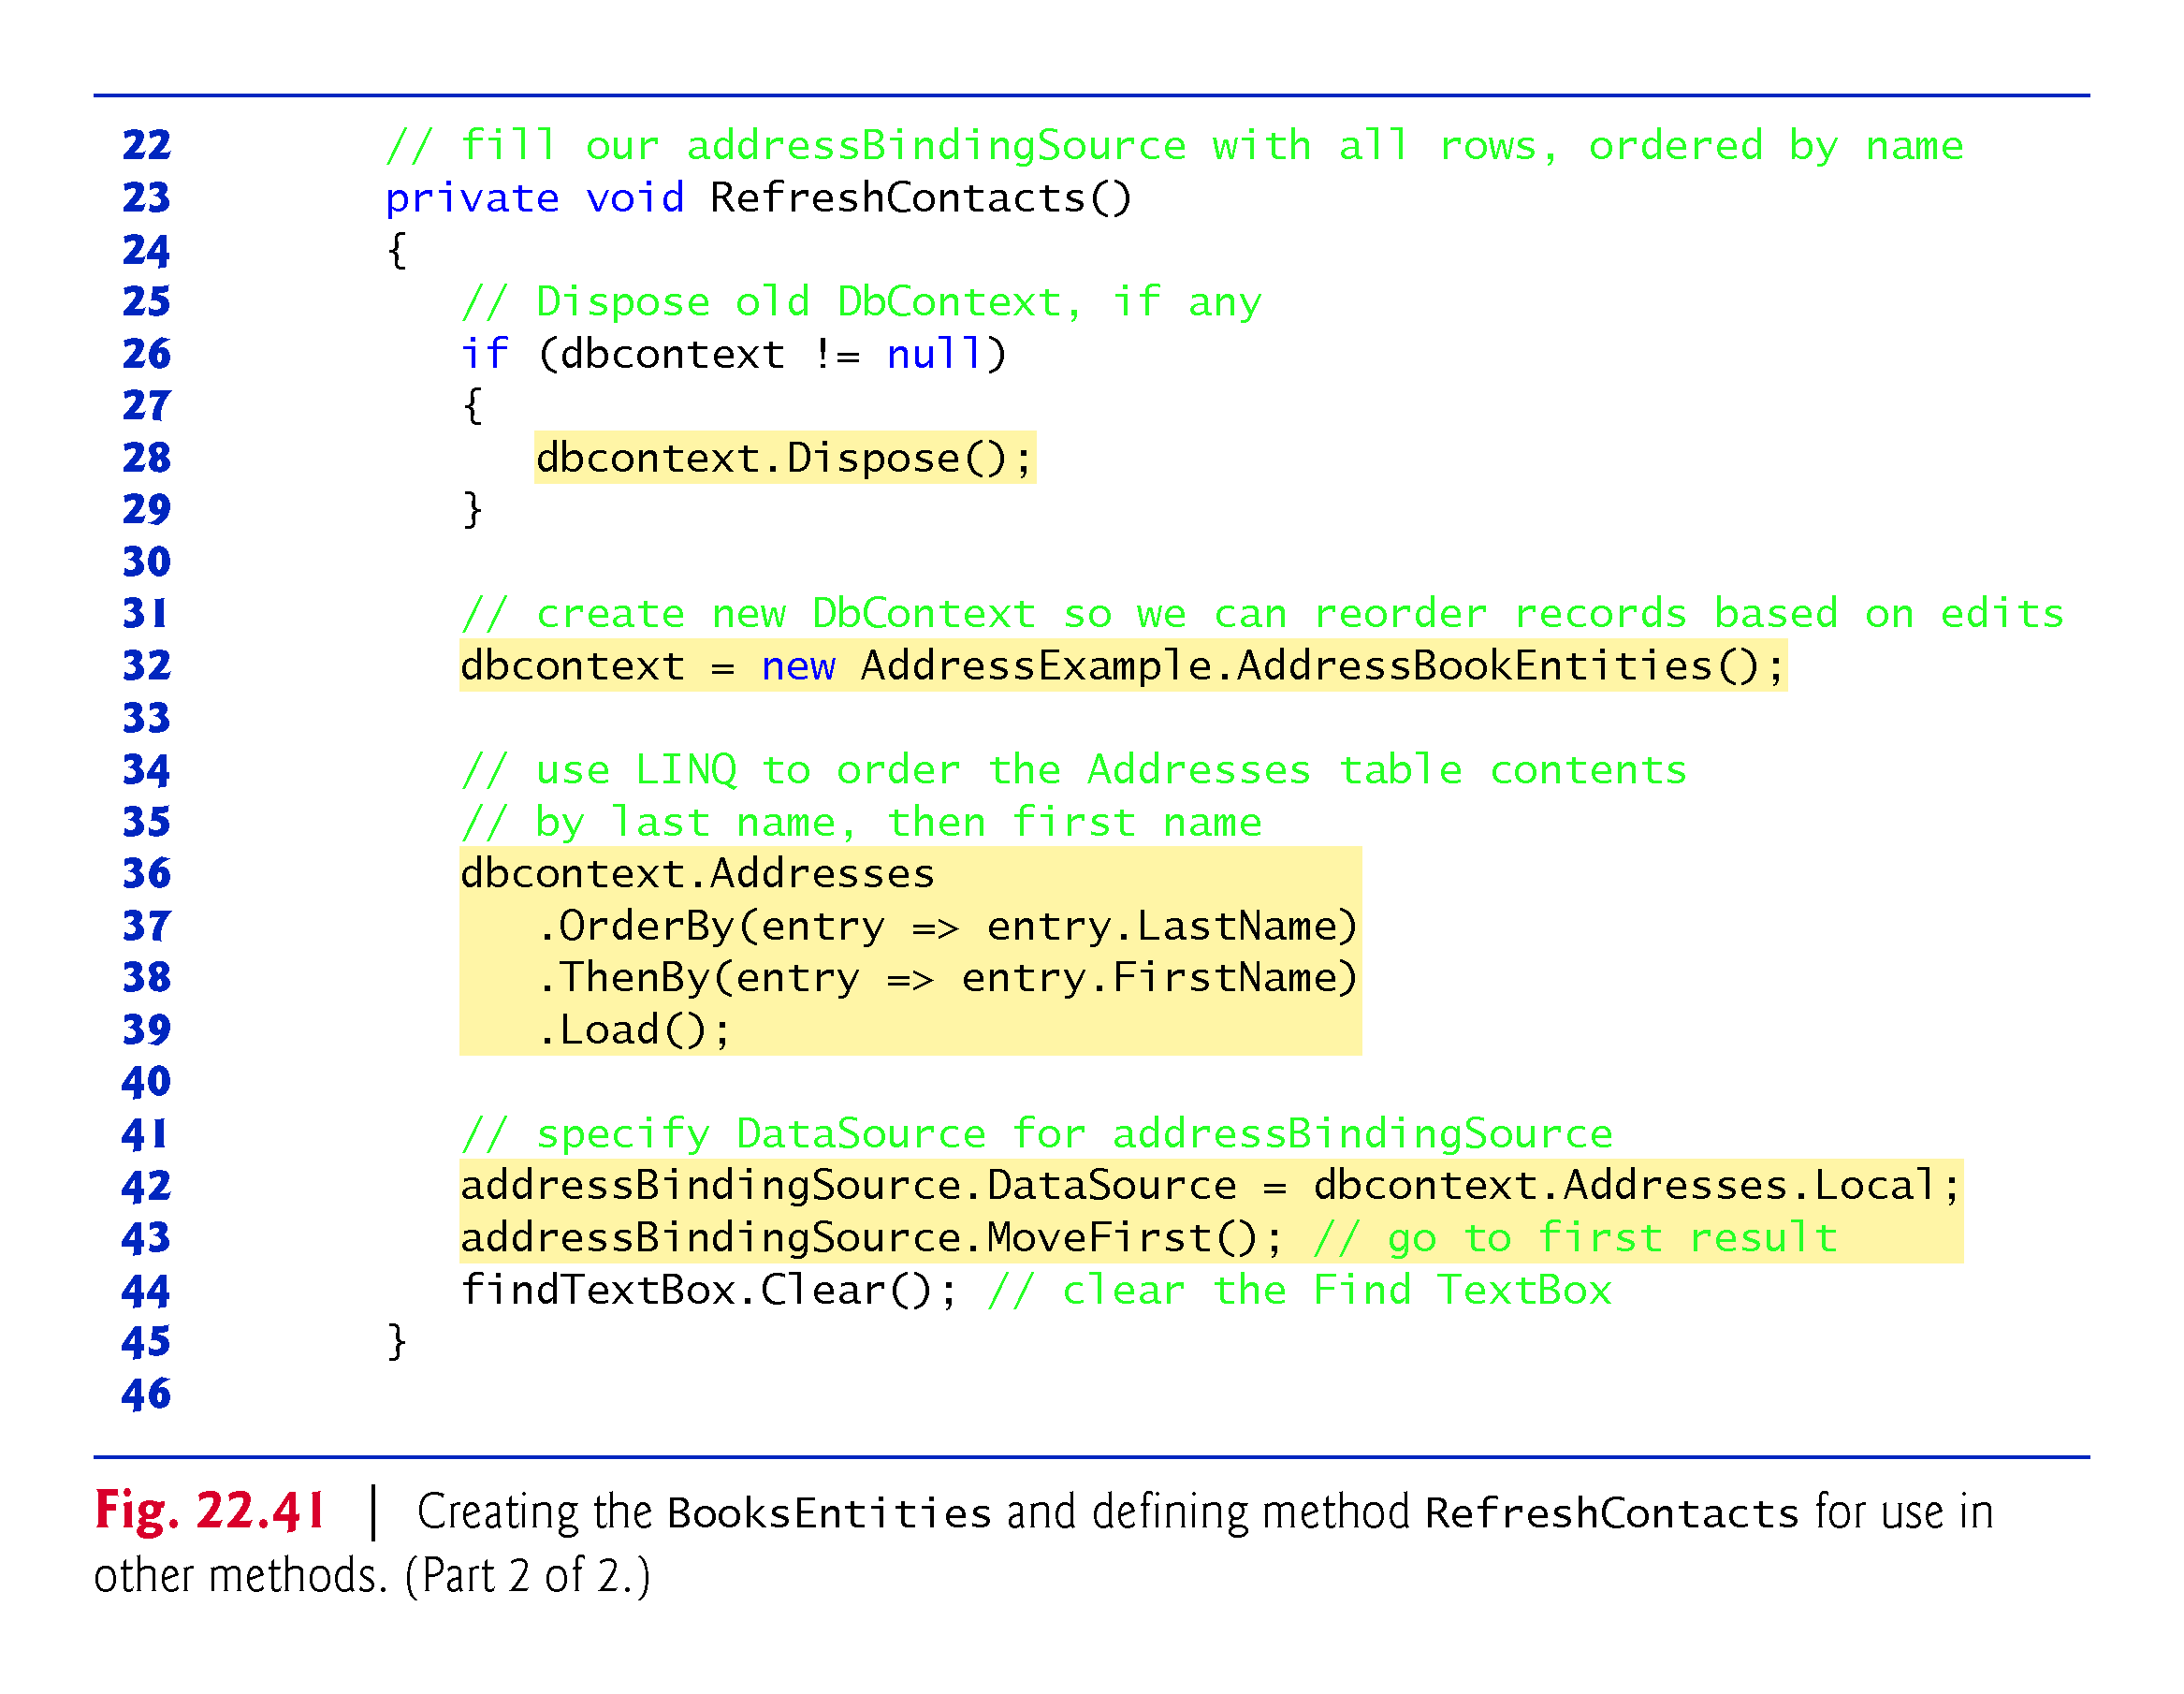 22 // fill our addressBindingSource with all rows, ordered by name
23 private void RefreshContacts()
24 {
25 // Dispose old DbContext, if any
26 if (dbcontext != null)
27 {
28 dbcontext.Dispose();
29 }
30
31 // create new DbContext so we can reorder records based on edits
32 dbcontext = new AddressExample.AddressBookEntities();
33
34 // use LINQ to order the Addresses table contents
35 // by last name, then first name
36 dbcontext.Addresses
37 .OrderBy(entry => entry.LastName)
38 .ThenBy(entry => entry.FirstName)
39 .Load();
40
41 // specify DataSource for addressBindingSource
42 addressBindingSource.DataSource = dbcontext.Addresses.Local;
43 addressBindingSource.MoveFirst(); // go to first result
44 findTextBox.Clear(); // clear the Find TextBox
45 }
46
Fig. 22.41 | Creating the BooksEntities and defining method RefreshContacts for use in
other methods. (Part 2 of 2.)